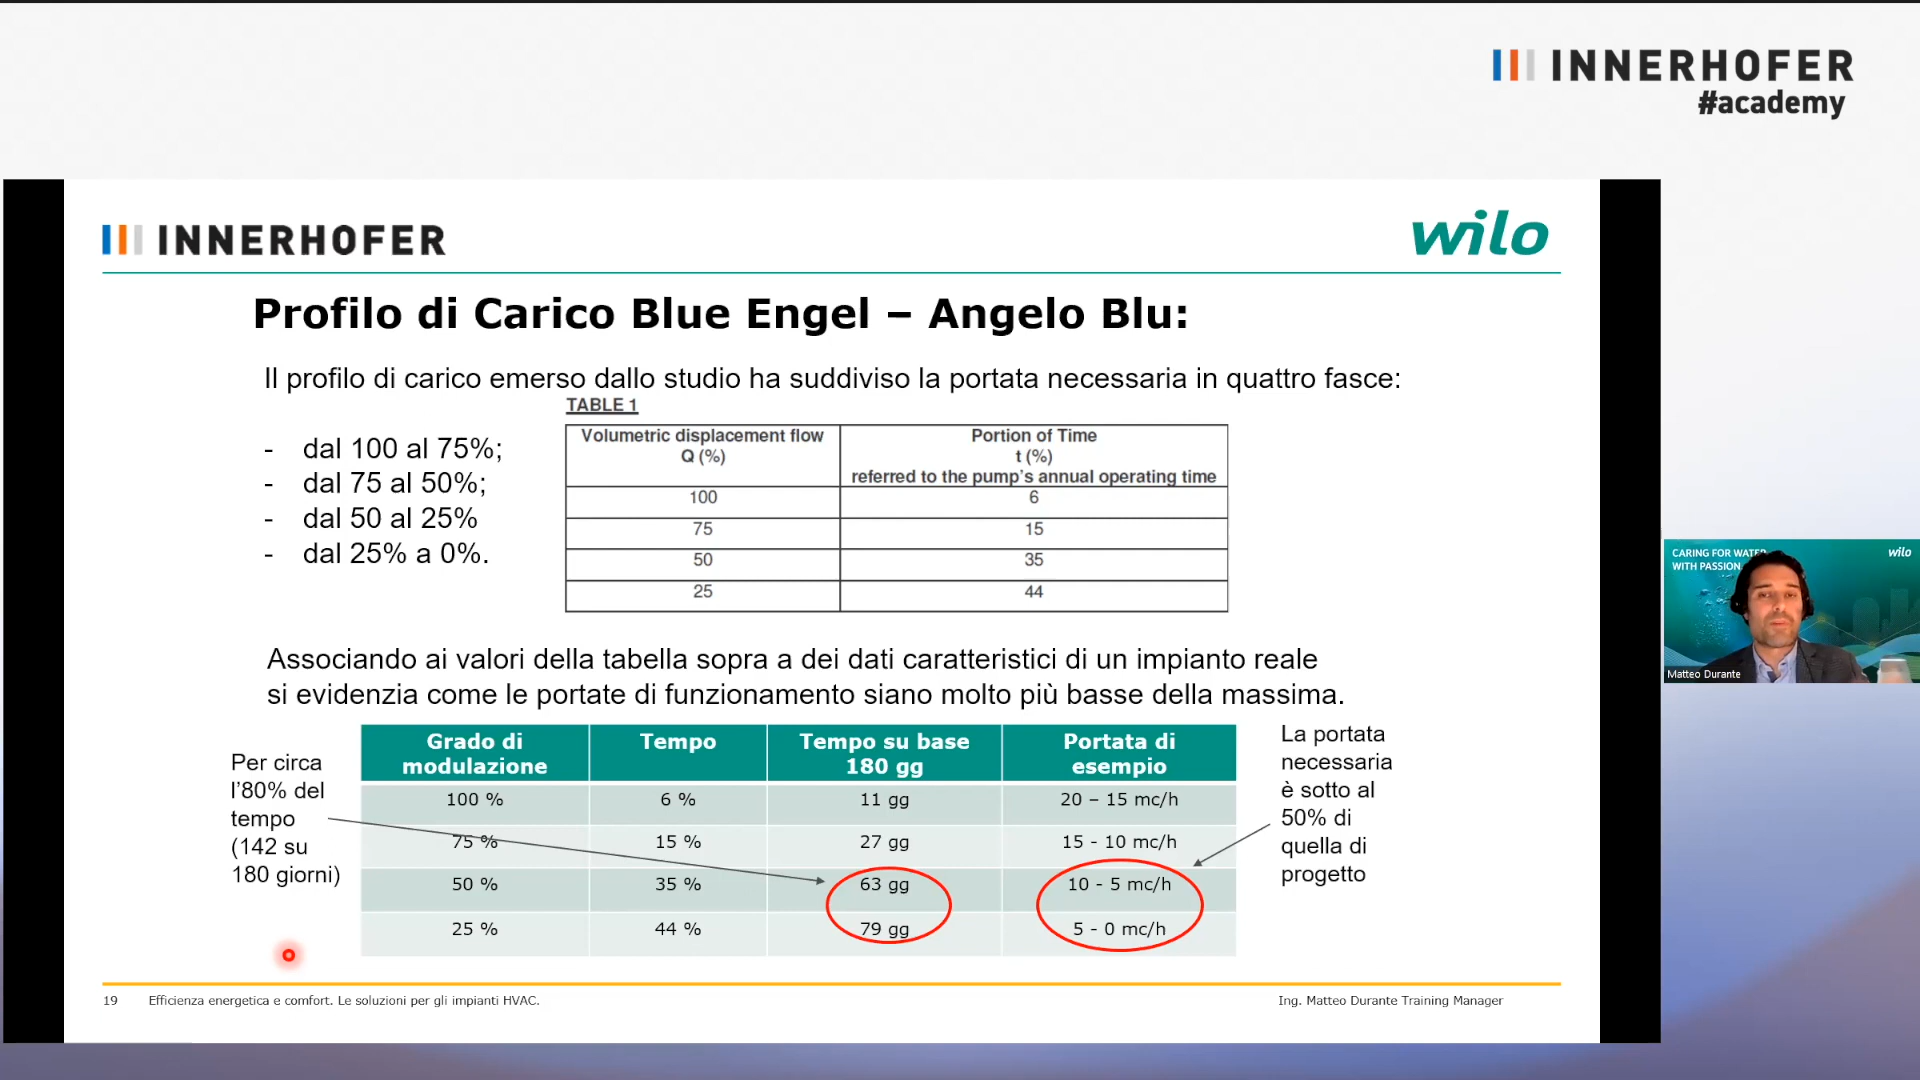 INNERHOFER
#academy
INNERHOFER
wilo
Profilo di Carico Blue Engel – Angelo Blu:
Il profilo di carico emerso dallo studio ha suddiviso la portata necessaria in quattro fasce:
- dal 100 al 75%;
- dal 75 al 50%;
- dal 50 al 25%
- dal 25% a 0%.
TABLE 1
Volumetric displacement flow Q (%) Portion of Time t (%) referred to the pump's annual operating time
100 6
75 15
50 35
25 44
Associando ai valori della tabella sopra a dei dati caratteristici di un impianto reale
si evidenzia come le portate di funzionamento siano molto più basse della massima.
Per circa
l'80% del
tempo
(142 su
180 giorni)
Grado di modulazione Tempo Tempo su base 180 gg Portata di esempio
100 % 6 % 11 gg 20 – 15 mc/h
75 % 15 % 27 gg 15 - 10 mc/h
50 % 35 % 63 gg 10 - 5 mc/h
25 % 44 % 79 gg 5 - 0 mc/h
La portata
necessaria
è sotto al
50% di
quella di
progetto
19 Efficienza energetica e comfort. Le soluzioni per gli impianti HVAC. Ing. Matteo Durante Training Manager
CARING FOR WATER
WITH PASSION
wilo
Matteo Durante